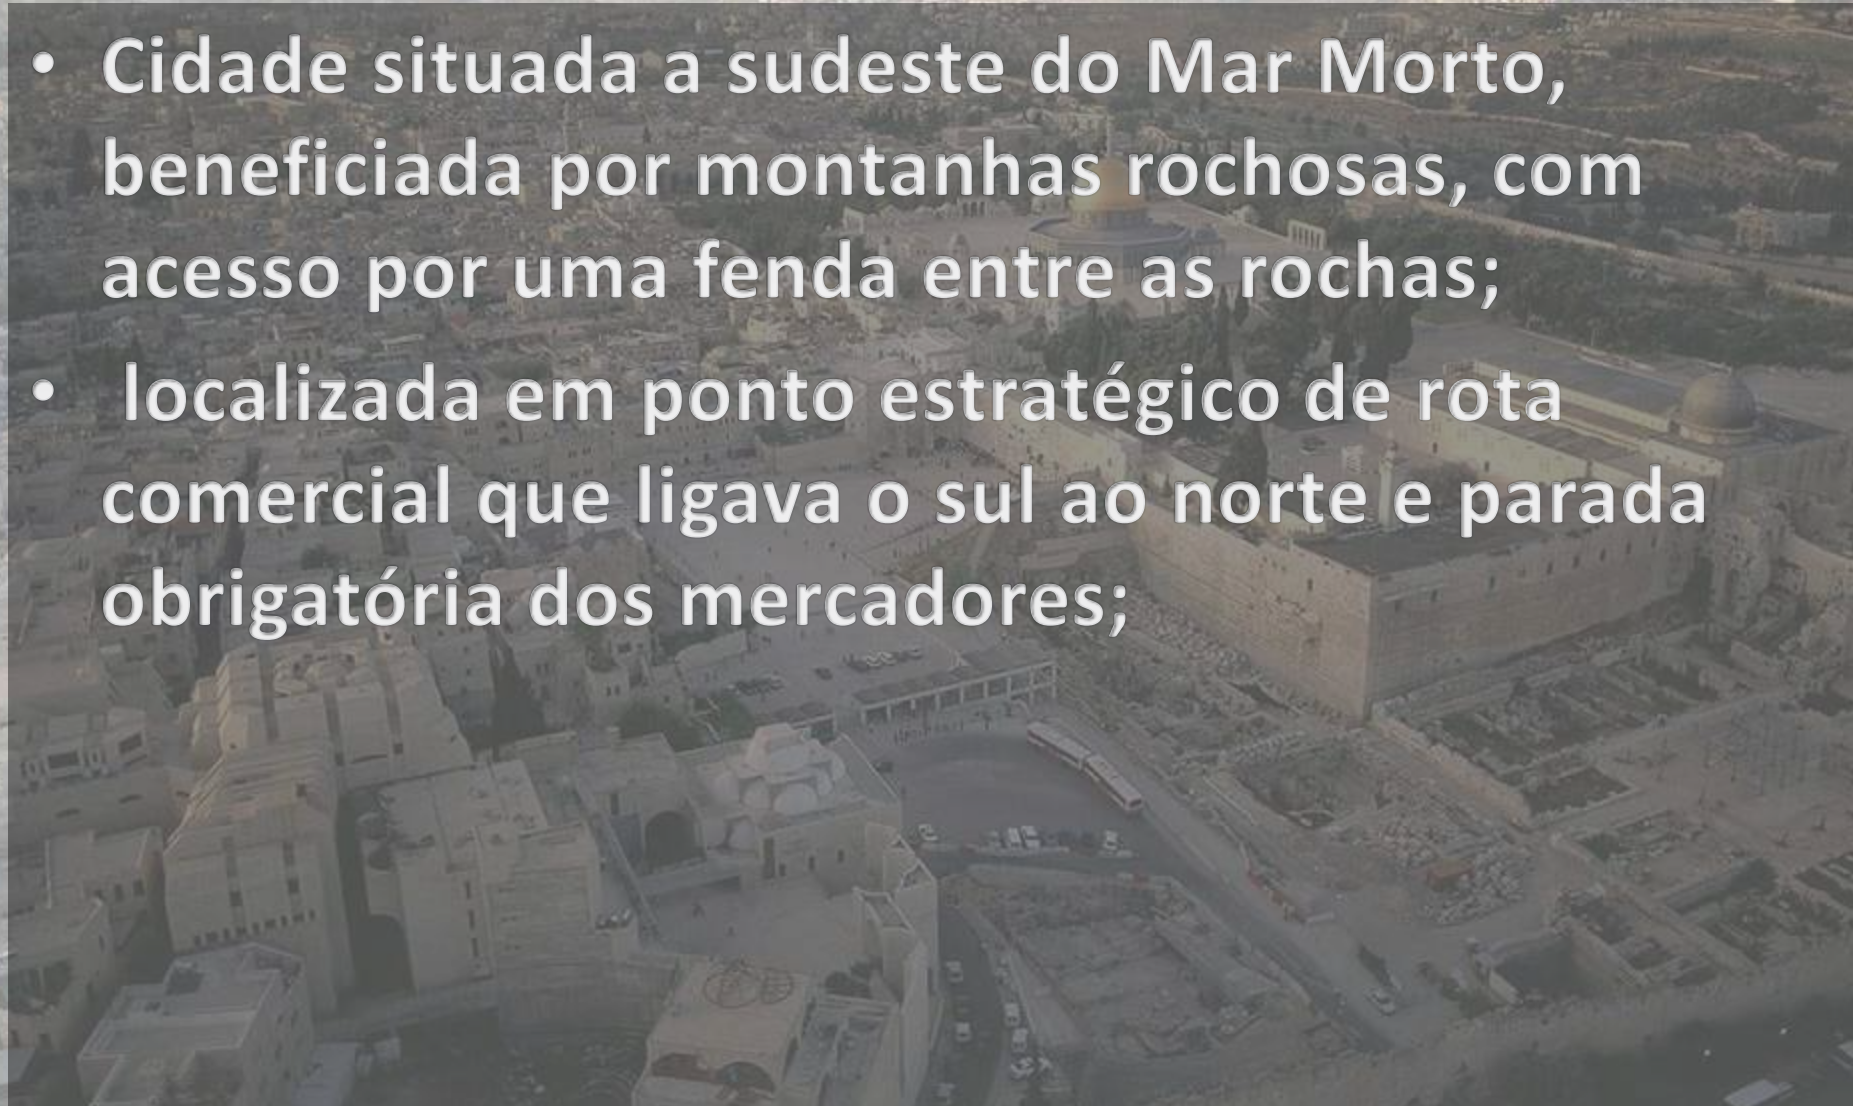 • Cidade situada a sudeste do Mar Morto,
beneficiada por montanhas rochosas, com
acesso por uma fenda entre as rochas;
• localizada em ponto estratégico de rota
comercial que ligava o sul ao norte e parada
obrigatória dos mercadores;